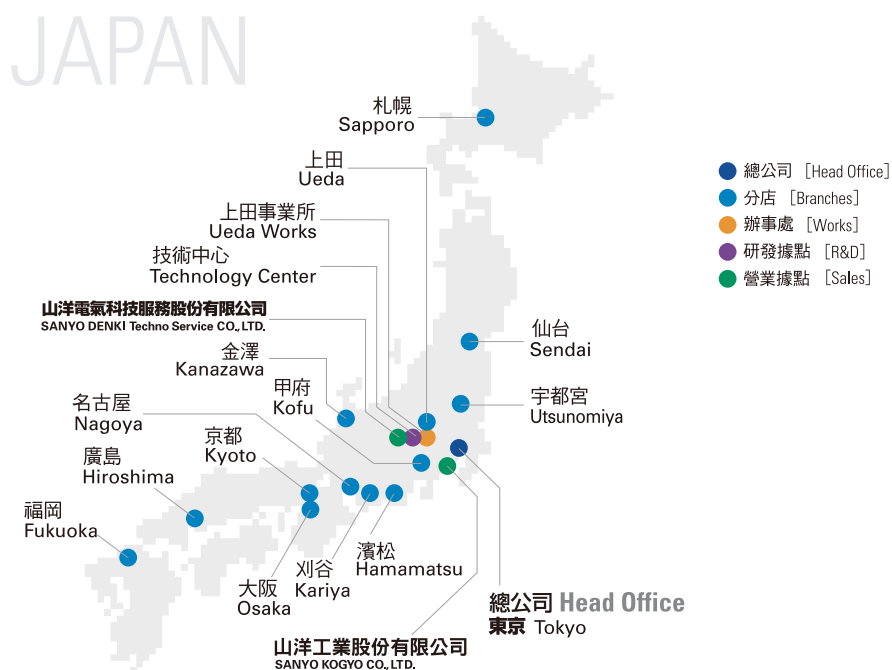 JAPAN
札幌
Sapporo
上田
Ueda
上田事業所
Ueda Works
技術中心
Technology Center
山洋電氣科技服務股份有限公司
SANYO DENKI Techno Service CO., LTD.
金澤
Kanazawa
甲府
Kofu
名古屋
Nagoya
京都
Kyoto
廣島
Hiroshima
福岡
Fukuoka
大阪
Osaka
刈谷
Kariya
濱松
Hamamatsu
山洋工業股份有限公司
SANYO KOGYO CO., LTD.
總公司 Head Office
東京 Tokyo
仙台
Sendai
宇都宮
Utsunomiya
總公司 [Head Office]
分店 [Branches]
辦事處 [Works]
研發據點 [R&D]
營業據點 [Sales]